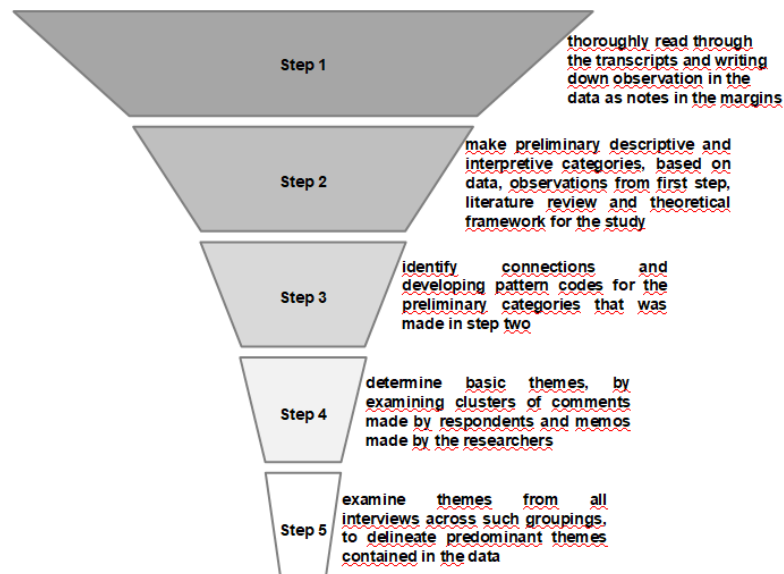 Step 1
thoroughly read through
the transcripts and writing
down observation in the
data as notes in the margins
Step 2
make preliminary descriptive and
interpretive categories, based on
data, observations from first step,
literature review and theoretical
framework for the study
Step 3
identify connections and
developing pattern codes for the
preliminary categories that was
made in step two
Step 4
determine basic themes, by
examining clusters of comments
made by respondents and memos
made by the researchers
Step 5
examine themes from all
interviews across such groupings,
to delineate predominant themes
contained in the data